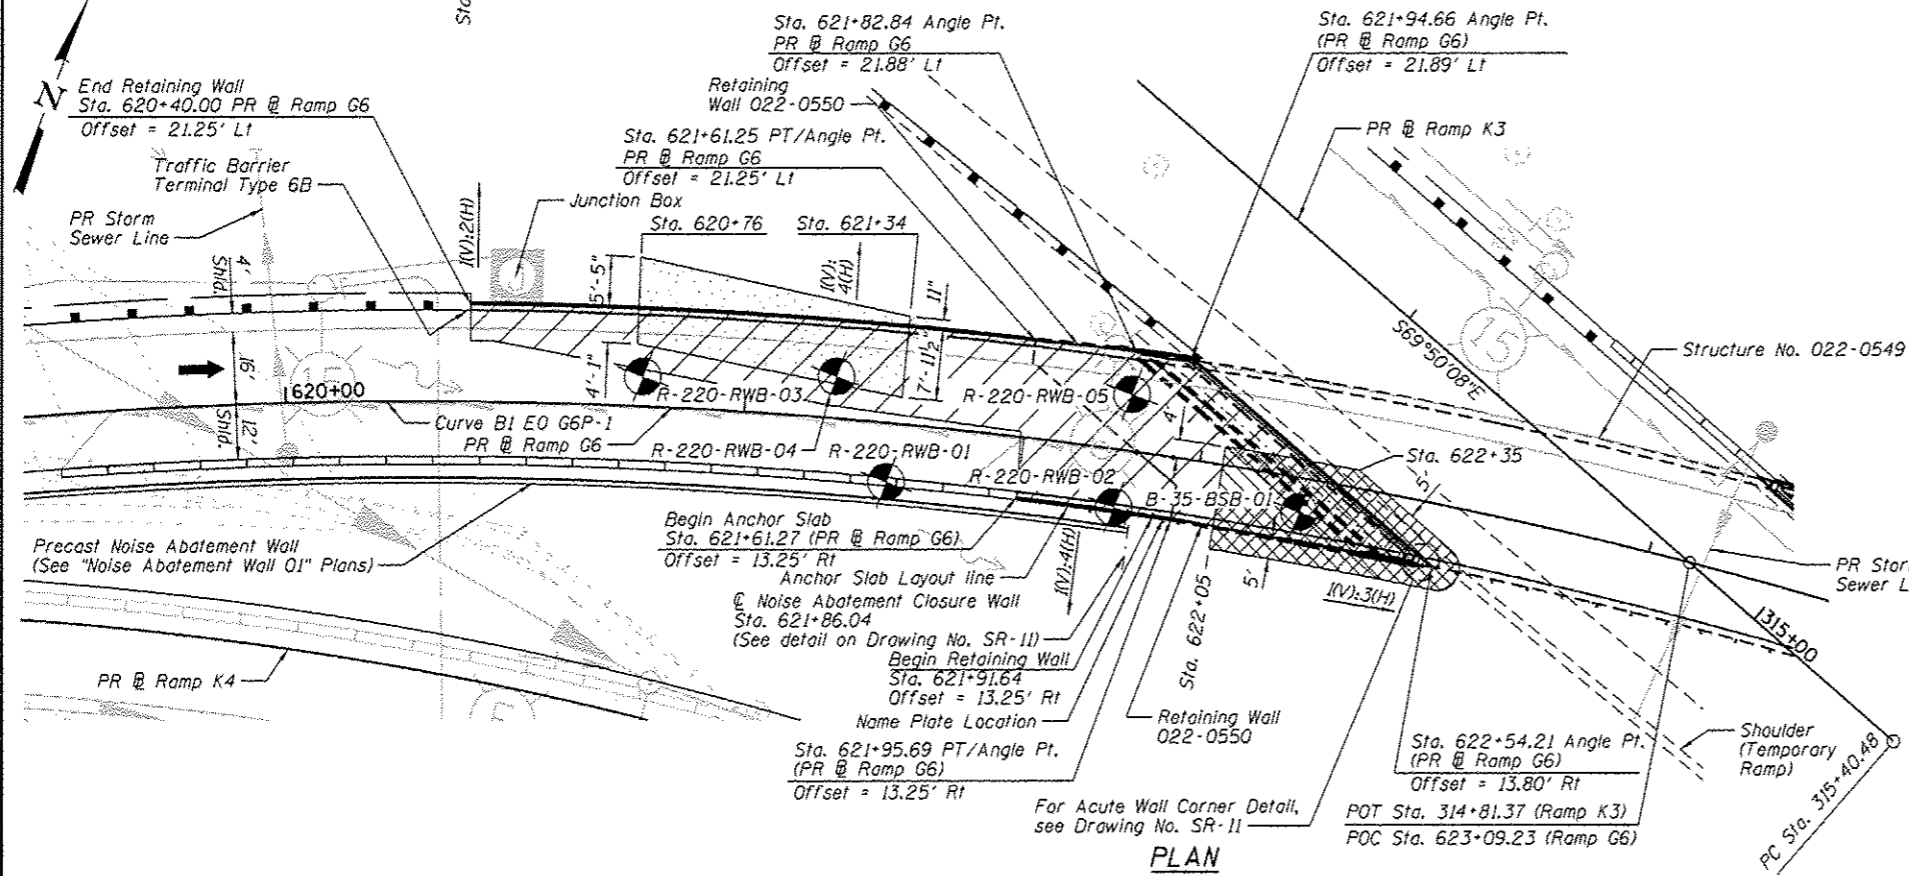 Sta.
N
End Retaining Wall
Sta. 620+40.00 PR ℄ Ramp G6
Offset = 21.25' Lt
Traffic Barrier
Terminal Type 6B
PR Storm
Sewer Line
4'
Shld.
16'
12'
Shld.
1(V):2(H)
Junction Box
J
Sta. 620+76
Sta. 621+34
5'-5"
1(V):
4(H)
11"
4'-1"
7'-11½"
Sta. 621+82.84 Angle Pt.
PR ℄ Ramp G6
Offset = 21.88' Lt
Retaining
Wall 022-0550
Sta. 621+61.25 PT/Angle Pt.
PR ℄ Ramp G6
Offset = 21.25' Lt
Sta. 621+94.66 Angle Pt.
(PR ℄ Ramp G6)
Offset = 21.89' Lt
PR ℄ Ramp K3
S69°50'08"E
15
Structure No. 022-0549
15
620+00
Curve B1 EO G6P-1
PR ℄ Ramp G6
R-220-RWB-03
R-220-RWB-05
4'
R-220-RWB-04
R-220-RWB-01
R-220-RWB-02
B-35-BSB-01
Sta. 622+35
5'
Begin Anchor Slab
Sta. 621+61.27 (PR ℄ Ramp G6)
Offset = 13.25' Rt
Anchor Slab Layout line
℄ Noise Abatement Closure Wall
Sta. 621+86.04
(See detail on Drawing No. SR-11)
Begin Retaining Wall
Sta. 621+91.64
Offset = 13.25' Rt
Name Plate Location
Sta. 621+95.69 PT/Angle Pt.
(PR ℄ Ramp G6)
Offset = 13.25' Rt
1(V):4(H)
Sta. 622+05
5'
1(V):3(H)
Precast Noise Abatement Wall
(See "Noise Abatement Wall 01" Plans)
PR ℄ Ramp K4
Retaining Wall
022-0550
For Acute Wall Corner Detail,
see Drawing No. SR-11
Sta. 622+54.21 Angle Pt.
(PR ℄ Ramp G6)
Offset = 13.80' Rt
POT Sta. 314+81.37 (Ramp K3)
POC Sta. 623+09.23 (Ramp G6)
PR Stor
Sewer L
1315+00
Shoulder
(Temporary
Ramp)
PC Sta. 315+40.48
PLAN